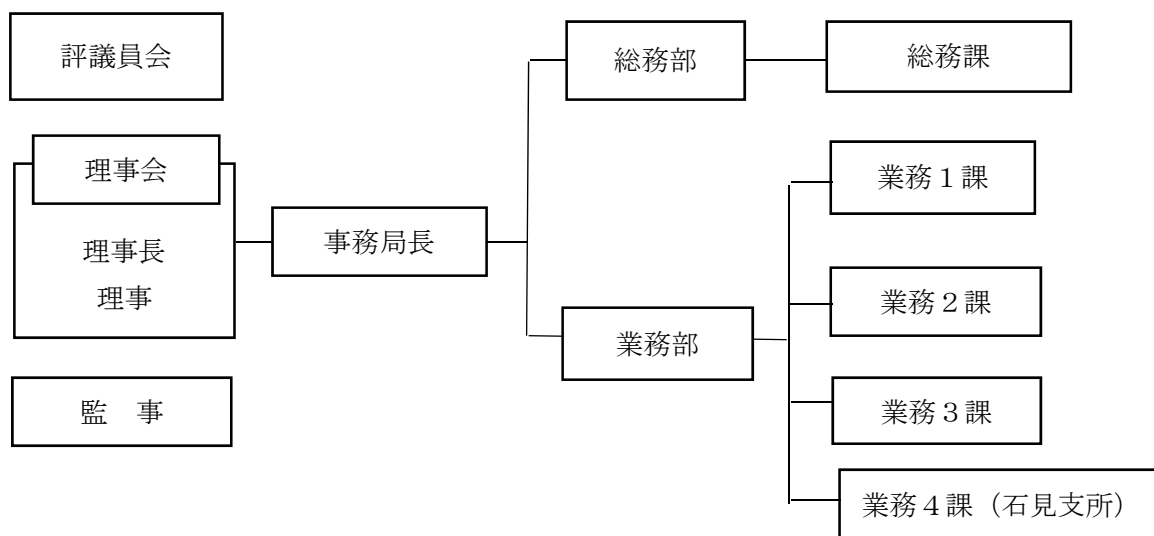 評議員会
理事会
理事長
理事
監　事
事務局長
総務部
総務課
業務部
業務１課
業務２課
業務３課
業務４課（石見支所）